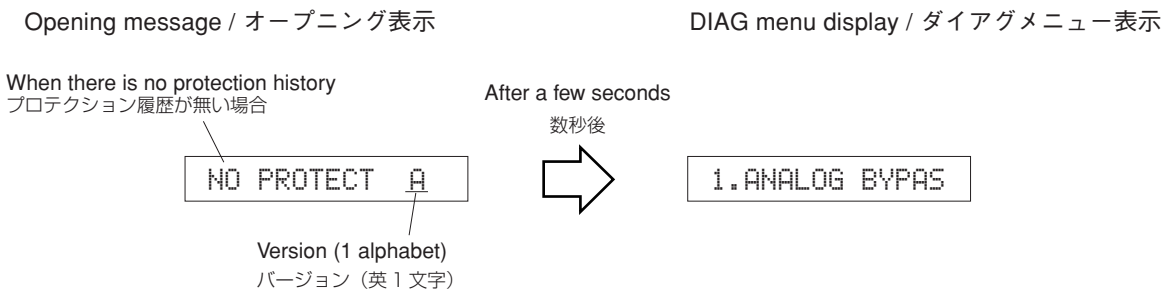 Opening message / オープニング表示
DIAG menu display / ダイアグメニュー表示
When there is no protection history
プロテクション履歴が無い場合
After a few seconds
数秒後
NO PROTECT A
1.ANALOG BYPAS
Version (1 alphabet)
バージョン（英 1 文字）